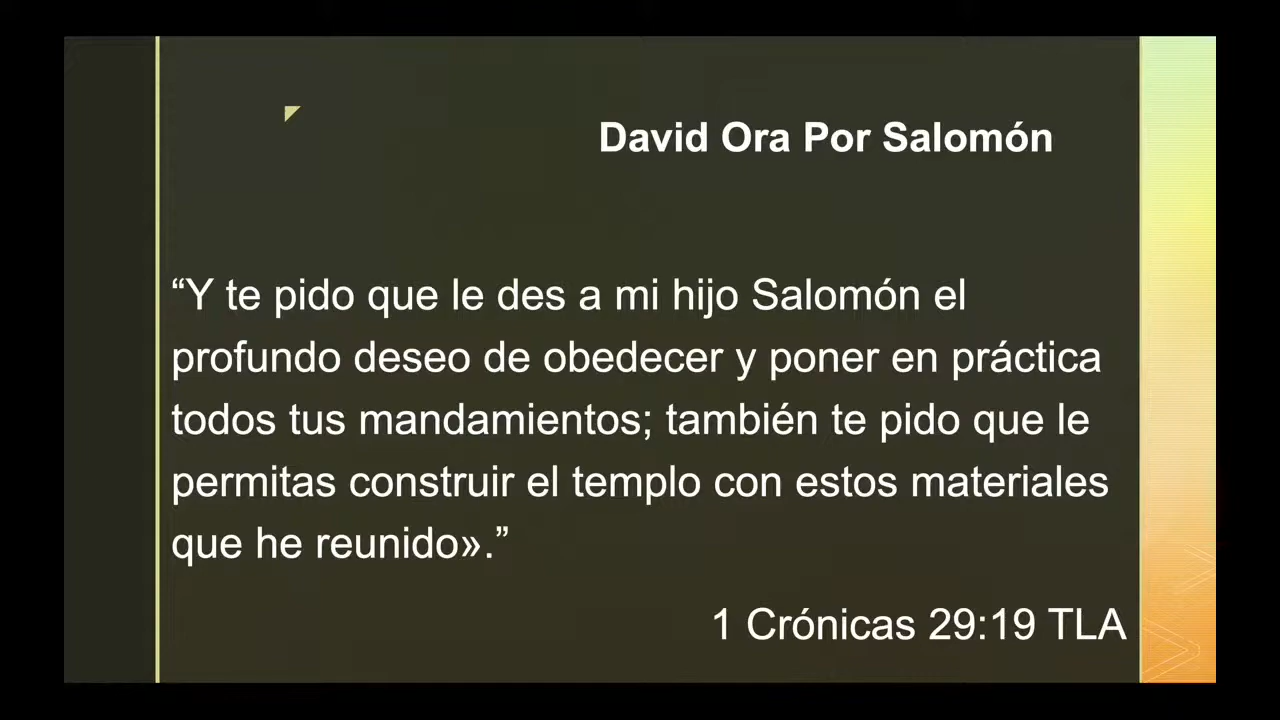 David Ora Por Salomón
“Y te pido que le des a mi hijo Salomón el
profundo deseo de obedecer y poner en práctica
todos tus mandamientos; también te pido que le
permitas construir el templo con estos materiales
que he reunido».”
1 Crónicas 29:19 TLA